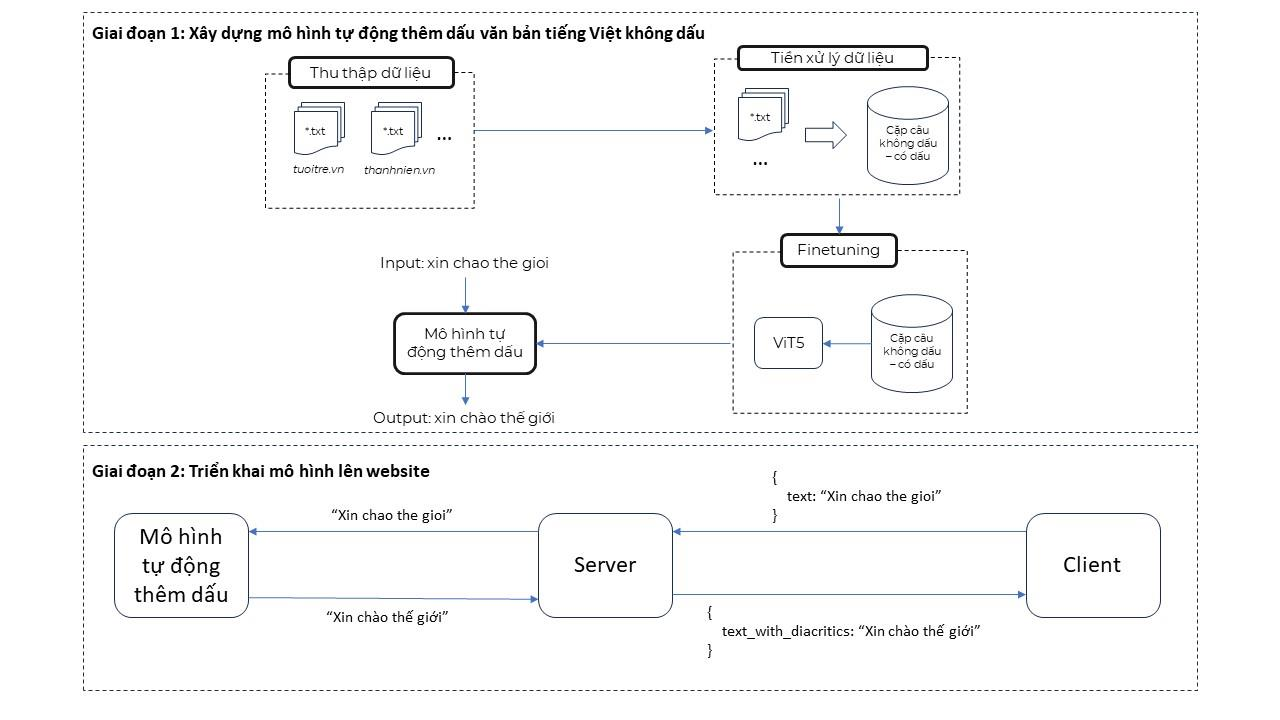 Giai đoạn 1: Xây dựng mô hình tự động thêm dấu văn bản tiếng Việt không dấu
Thu thập dữ liệu
*.txt
*.txt
...
tuoitre.vn
thanhnien.vn
Tiền xử lý dữ liệu
*.txt
...
Cặp câu
không dấu
– có dấu
Finetuning
ViT5
Cặp câu
không dấu
– có dấu
Input: xin chao the gioi
Mô hình tự
động thêm dấu
Output: xin chào thế giới
Giai đoạn 2: Triển khai mô hình lên website
Mô hình
tự động
thêm dấu
“Xin chao the gioi”
“Xin chào thế giới”
Server
{
text: “Xin chao the gioi”
}
{
text_with_diacritics: “Xin chào thế giới”
}
Client